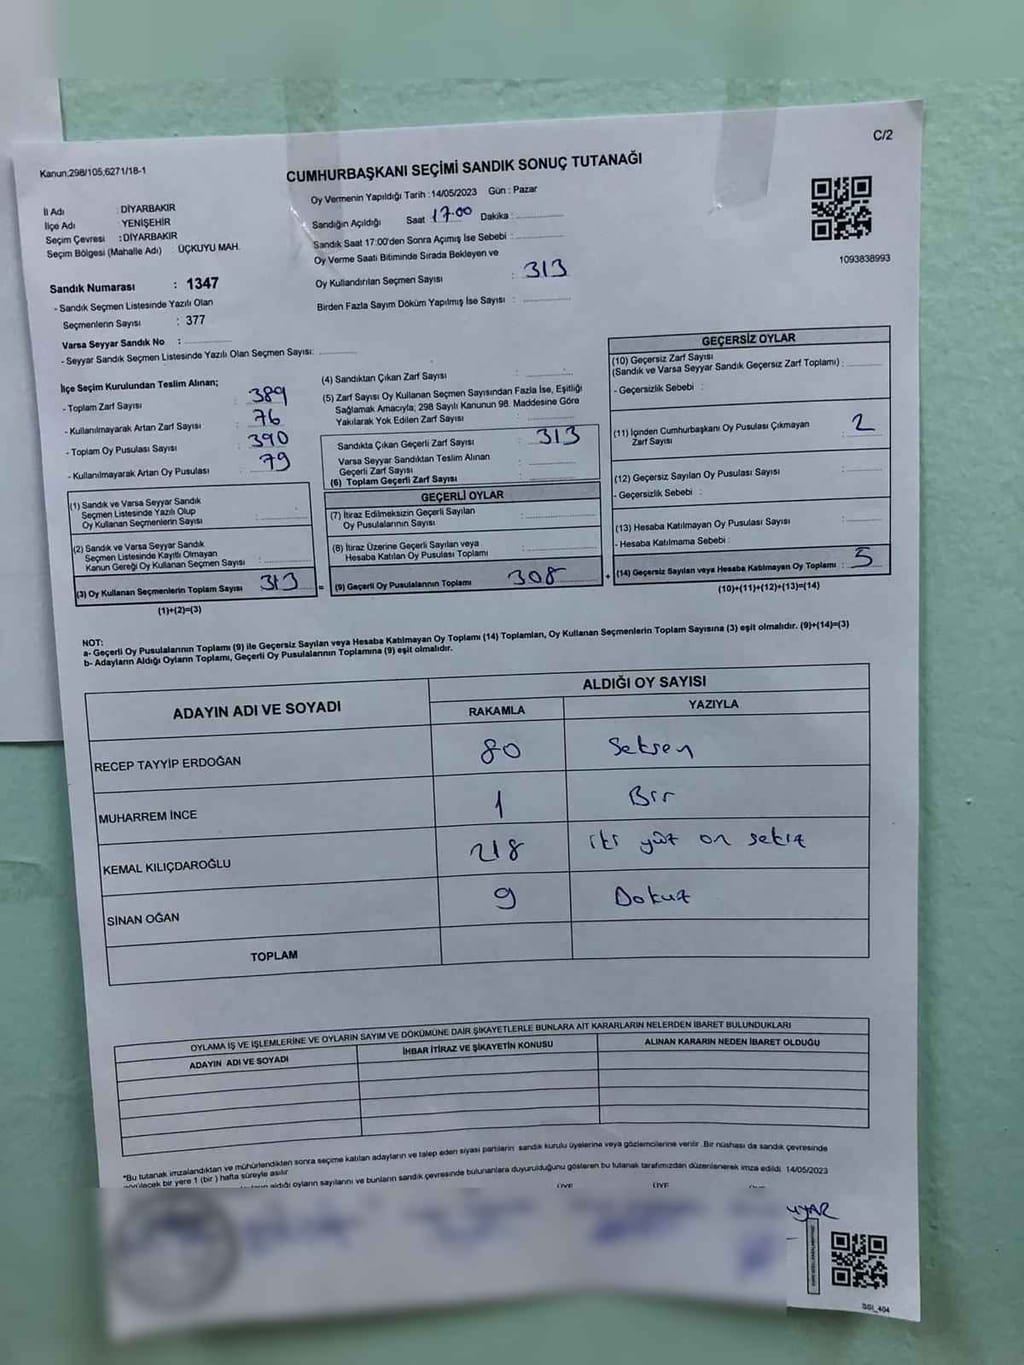 C/2
Kanun:298/105,6271/18-1
CUMHURBAŞKANI SEÇİMİ SANDIK SONUÇ TUTANAĞI
İl Adı : DİYARBAKIR
İlçe Adı : YENİŞEHİR
Seçim Çevresi : DİYARBAKIR
Seçim Bölgesi (Mahalle Adı) ÜÇKUYU MAH.
Sandık Numarası : 1347
- Sandık Seçmen Listesinde Yazılı Olan
Seçmenlerin Sayısı : 377
Varsa Seyyar Sandık No :
- Seyyar Sandık Seçmen Listesinde Yazılı Olan Seçmen Sayısı:
Oy Vermenin Yapıldığı Tarih : 14/05/2023 Gün : Pazar
Sandığın Açıldığı Saat 17:00 Dakika :
Sandık Saat 17:00'den Sonra Açımış İse Sebebi :
Oy Verme Saati Bitiminde Sırada Bekleyen ve
Oy Kullandırılan Seçmen Sayısı : 313
Birden Fazla Sayım Döküm Yapılmış İse Sayısı :
1093838993
İlçe Seçim Kurulundan Teslim Alınan;
- Toplam Zarf Sayısı : 389
- Kullanılmayarak Artan Zarf Sayısı : 76
- Toplam Oy Pusulası Sayısı : 390
- Kullanılmayarak Artan Oy Pusulası : 79
(1) Sandık ve Varsa Seyyar Sandık
Seçmen Listesinde Yazılı Olup
Oy Kullanan Seçmenlerin Sayısı :
(2) Sandık ve Varsa Seyyar Sandık
Seçmen Listesinde Kayıtlı Olmayan
Kanun Gereği Oy Kullanan Seçmen Sayısı :
(3) Oy Kullanan Seçmenlerin Toplam Sayısı 313 =
(1)+(2)=(3)
(4) Sandıktan Çıkan Zarf Sayısı :
(5) Zarf Sayısı Oy Kullanan Seçmen Sayısından Fazla İse, Eşitliği
Sağlamak Amacıyla; 298 Sayılı Kanunun 98. Maddesine Göre
Yakılarak Yok Edilen Zarf Sayısı :
Sandıkta Çıkan Geçerli Zarf Sayısı : 313
Varsa Seyyar Sandıktan Teslim Alınan
Geçerli Zarf Sayısı :
(6) Toplam Geçerli Zarf Sayısı :
GEÇERLİ OYLAR
(7) İtiraz Edilmeksizin Geçerli Sayılan
Oy Pusulalarının Sayısı :
(8) İtiraz Üzerine Geçerli Sayılan veya
Hesaba Katılan Oy Pusulası Toplamı :
(9) Geçerli Oy Pusulalarının Toplamı : 308 +
GEÇERSİZ OYLAR
(10) Geçersiz Zarf Sayısı
(Sandık ve Varsa Seyyar Sandık Geçersiz Zarf Toplamı) :
- Geçersizlik Sebebi :
(11) İçinden Cumhurbaşkanı Oy Pusulası Çıkmayan
Zarf Sayısı : 2
(12) Geçersiz Sayılan Oy Pusulası Sayısı :
- Geçersizlik Sebebi :
(13) Hesaba Katılmayan Oy Pusulası Sayısı :
- Hesaba Katılmama Sebebi :
(14) Geçersiz Sayılan veya Hesaba Katılmayan Oy Toplamı : 5
(10)+(11)+(12)+(13)=(14)
NOT:
a- Geçerli Oy Pusulalarının Toplamı (9) ile Geçersiz Sayılan veya Hesaba Katılmayan Oy Toplamı (14) Toplamları, Oy Kullanan Seçmenlerin Toplam Sayısına (3) eşit olmalıdır. (9)+(14)=(3)
b- Adayların Aldığı Oyların Toplamı, Geçerli Oy Pusulalarının Toplamına (9) eşit olmalıdır.
ADAYIN ADI VE SOYADI
ALDIĞI OY SAYISI
RAKAMLA YAZIYLA
RECEP TAYYİP ERDOĞAN 80 Seksen
MUHARREM İNCE 1 Bir
KEMAL KILIÇDAROĞLU 218 iki yüz on sekiz
SİNAN OĞAN 9 Dokuz
TOPLAM
OYLAMA İŞ VE İŞLEMLERİNE VE OYLARIN SAYIM VE DÖKÜMÜNE DAİR ŞİKAYETLERLE BUNLARA AİT KARARLARIN NELERDEN İBARET BULUNDUKLARI
ADAYIN ADI VE SOYADI İHBAR İTİRAZ VE ŞİKAYETİN KONUSU ALINAN KARARIN NEDEN İBARET OLDUĞU
*Bu tutanak imzalandıktan ve mühürlendikten sonra seçime katılan adayların ve talep eden siyasi partilerin sandık kurulu üyelerine veya gözlemcilerine verilir. Bir nüshası da sandık çevresinde
görülecek bir yere 1 (bir) hafta süreyle asılır.
aldığı oyların sayılarını ve bunların sandık çevresinde bulunanlara duyurulduğunu gösteren bu tutanak tarafımızdan düzenlenerek imza edildi. 14/05/2023
ÜYE ÜYE
UYAR
SSI_404